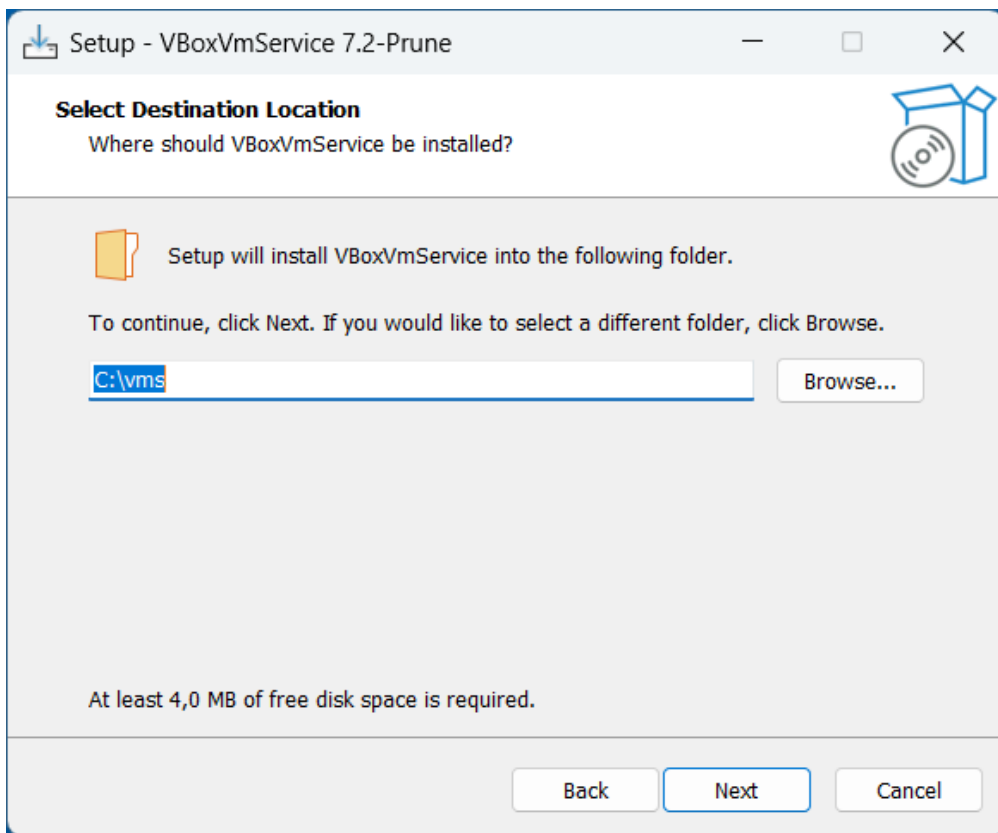 Setup - VBoxVmService 7.2-Prune
Select Destination Location
Where should VBoxVmService be installed?
Setup will install VBoxVmService into the following folder.
To continue, click Next. If you would like to select a different folder, click Browse.
C:\vms
Browse...
At least 4,0 MB of free disk space is required.
Back
Next
Cancel